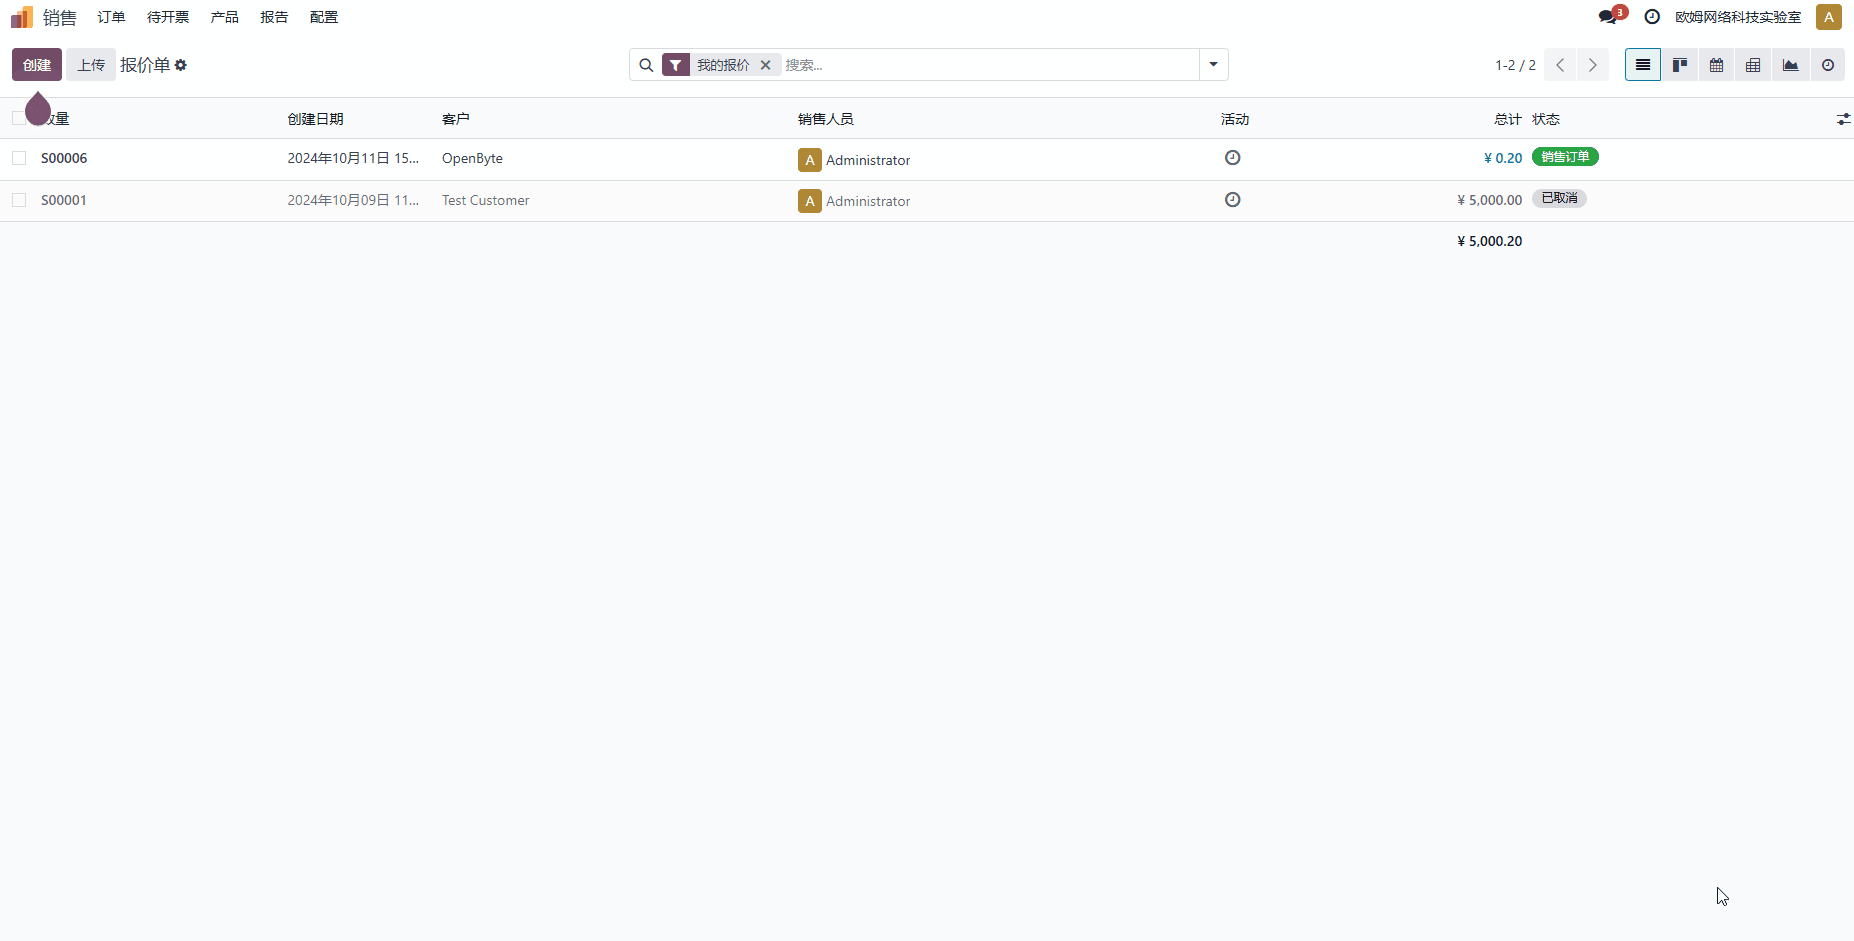 销售 订单 待开票 产品 报告 配置 3 欧姆网络科技实验室 A
创建 上传 报价单 我的报价 搜索... 1-2 / 2
量 创建日期 客户 销售人员 活动 总计 状态
S00006 2024年10月11日 15... OpenByte A Administrator ¥ 0.20 销售订单
S00001 2024年10月09日 11... Test Customer A Administrator ¥ 5,000.00 已取消
¥ 5,000.20